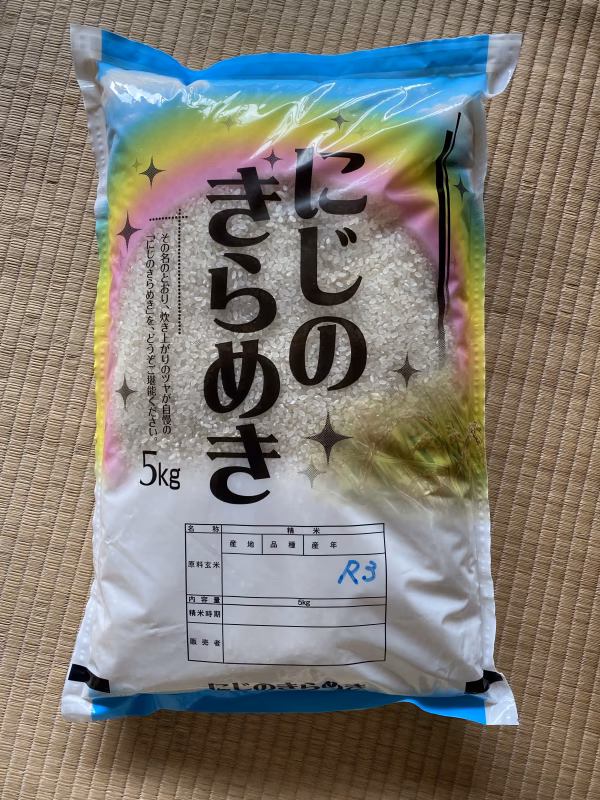 にじの
きらめき
その名のとおり、炊き上がりのツヤが自慢の
「にじのきらめき」を、どうぞご堪能ください
5kg
名 称 精 米
原料玄米 産 地 品 種 産 年
R3
内 容 量 5kg
精米時期
販 売 者
にじのきらめき